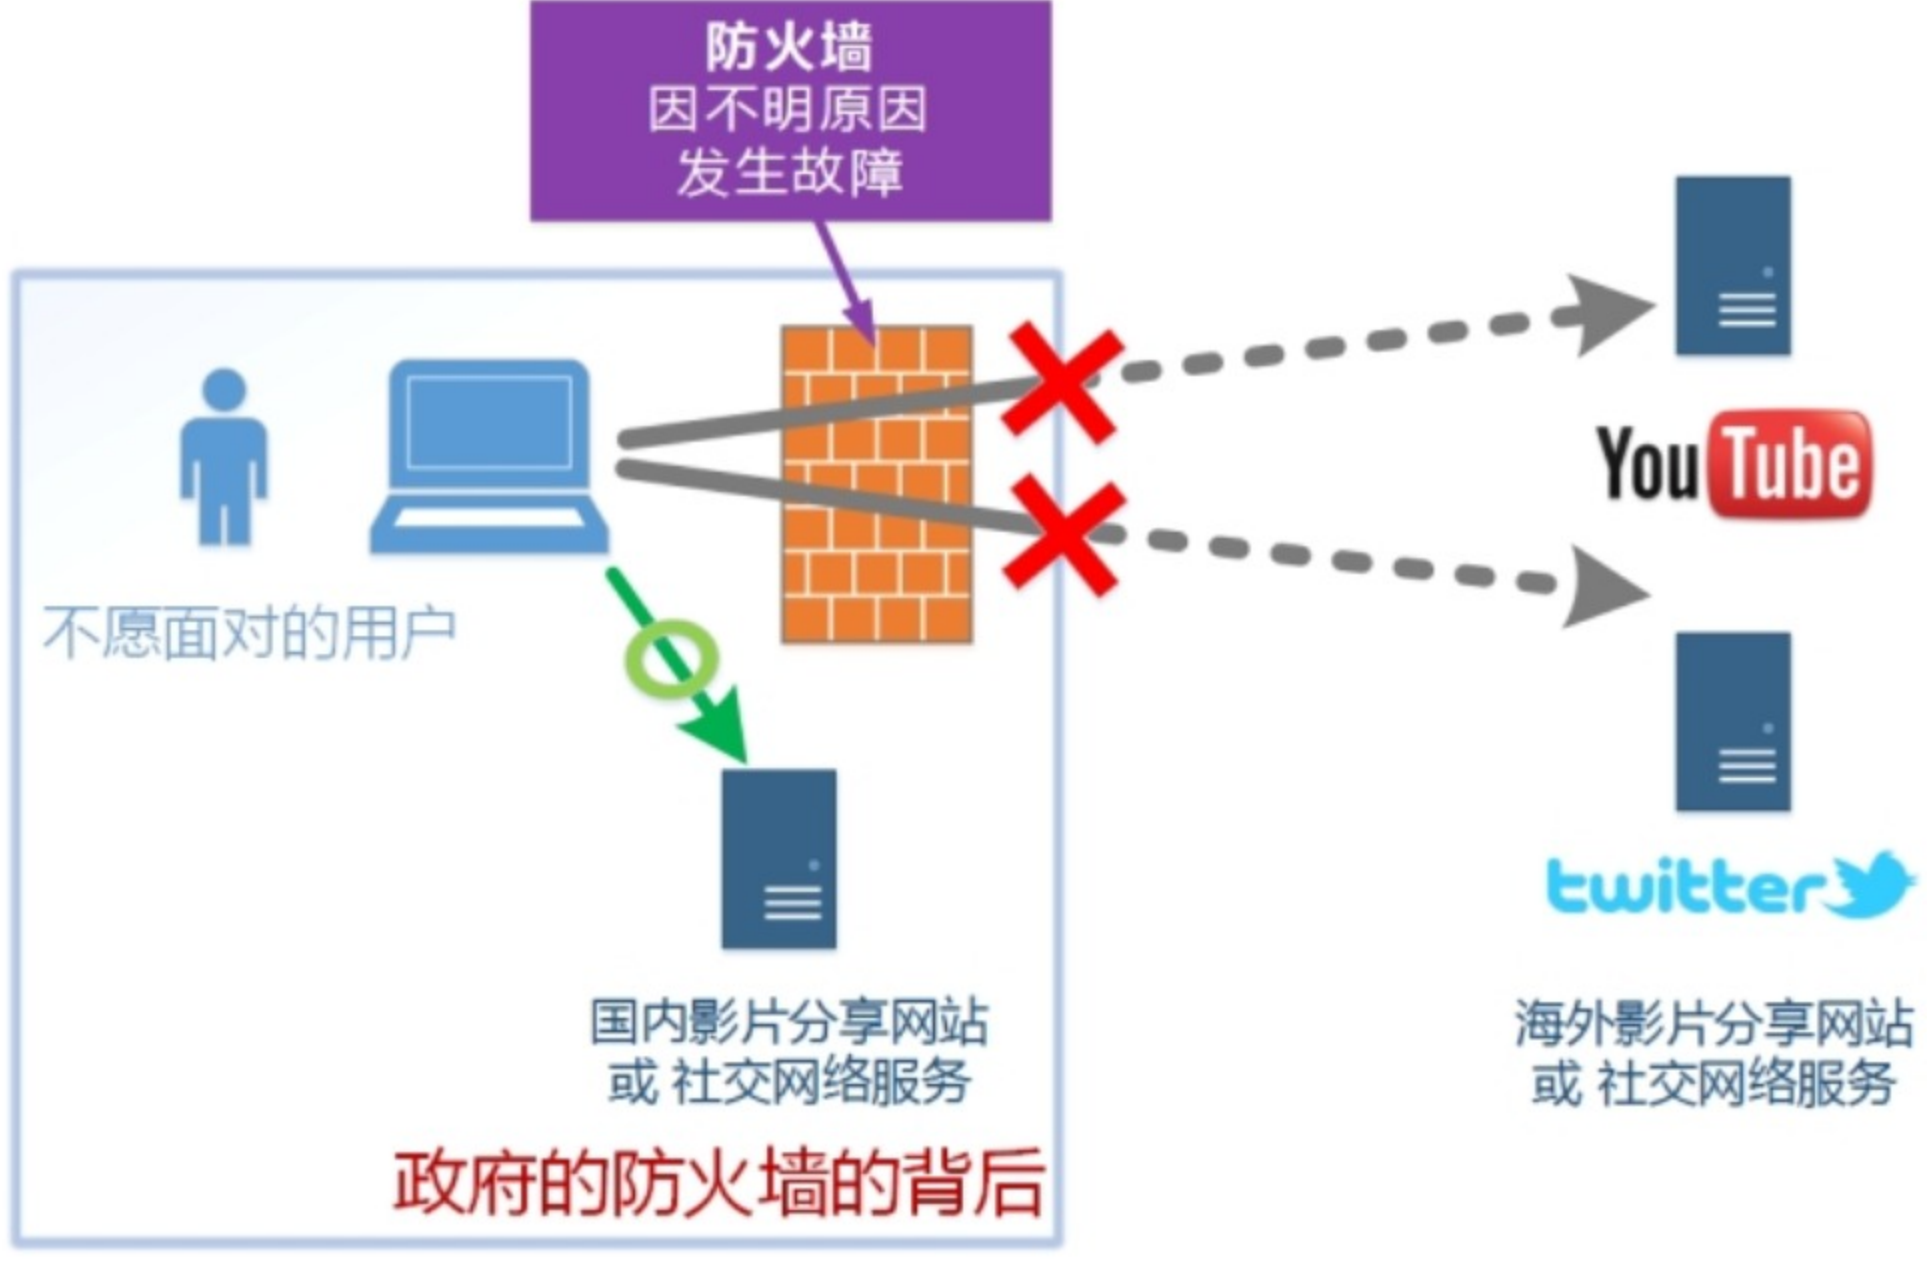 防火墙
因不明原因
发生故障
YouTube
不愿面对的用户
twitter
国内影片分享网站
或 社交网络服务
海外影片分享网站
或 社交网络服务
政府的防火墙的背后